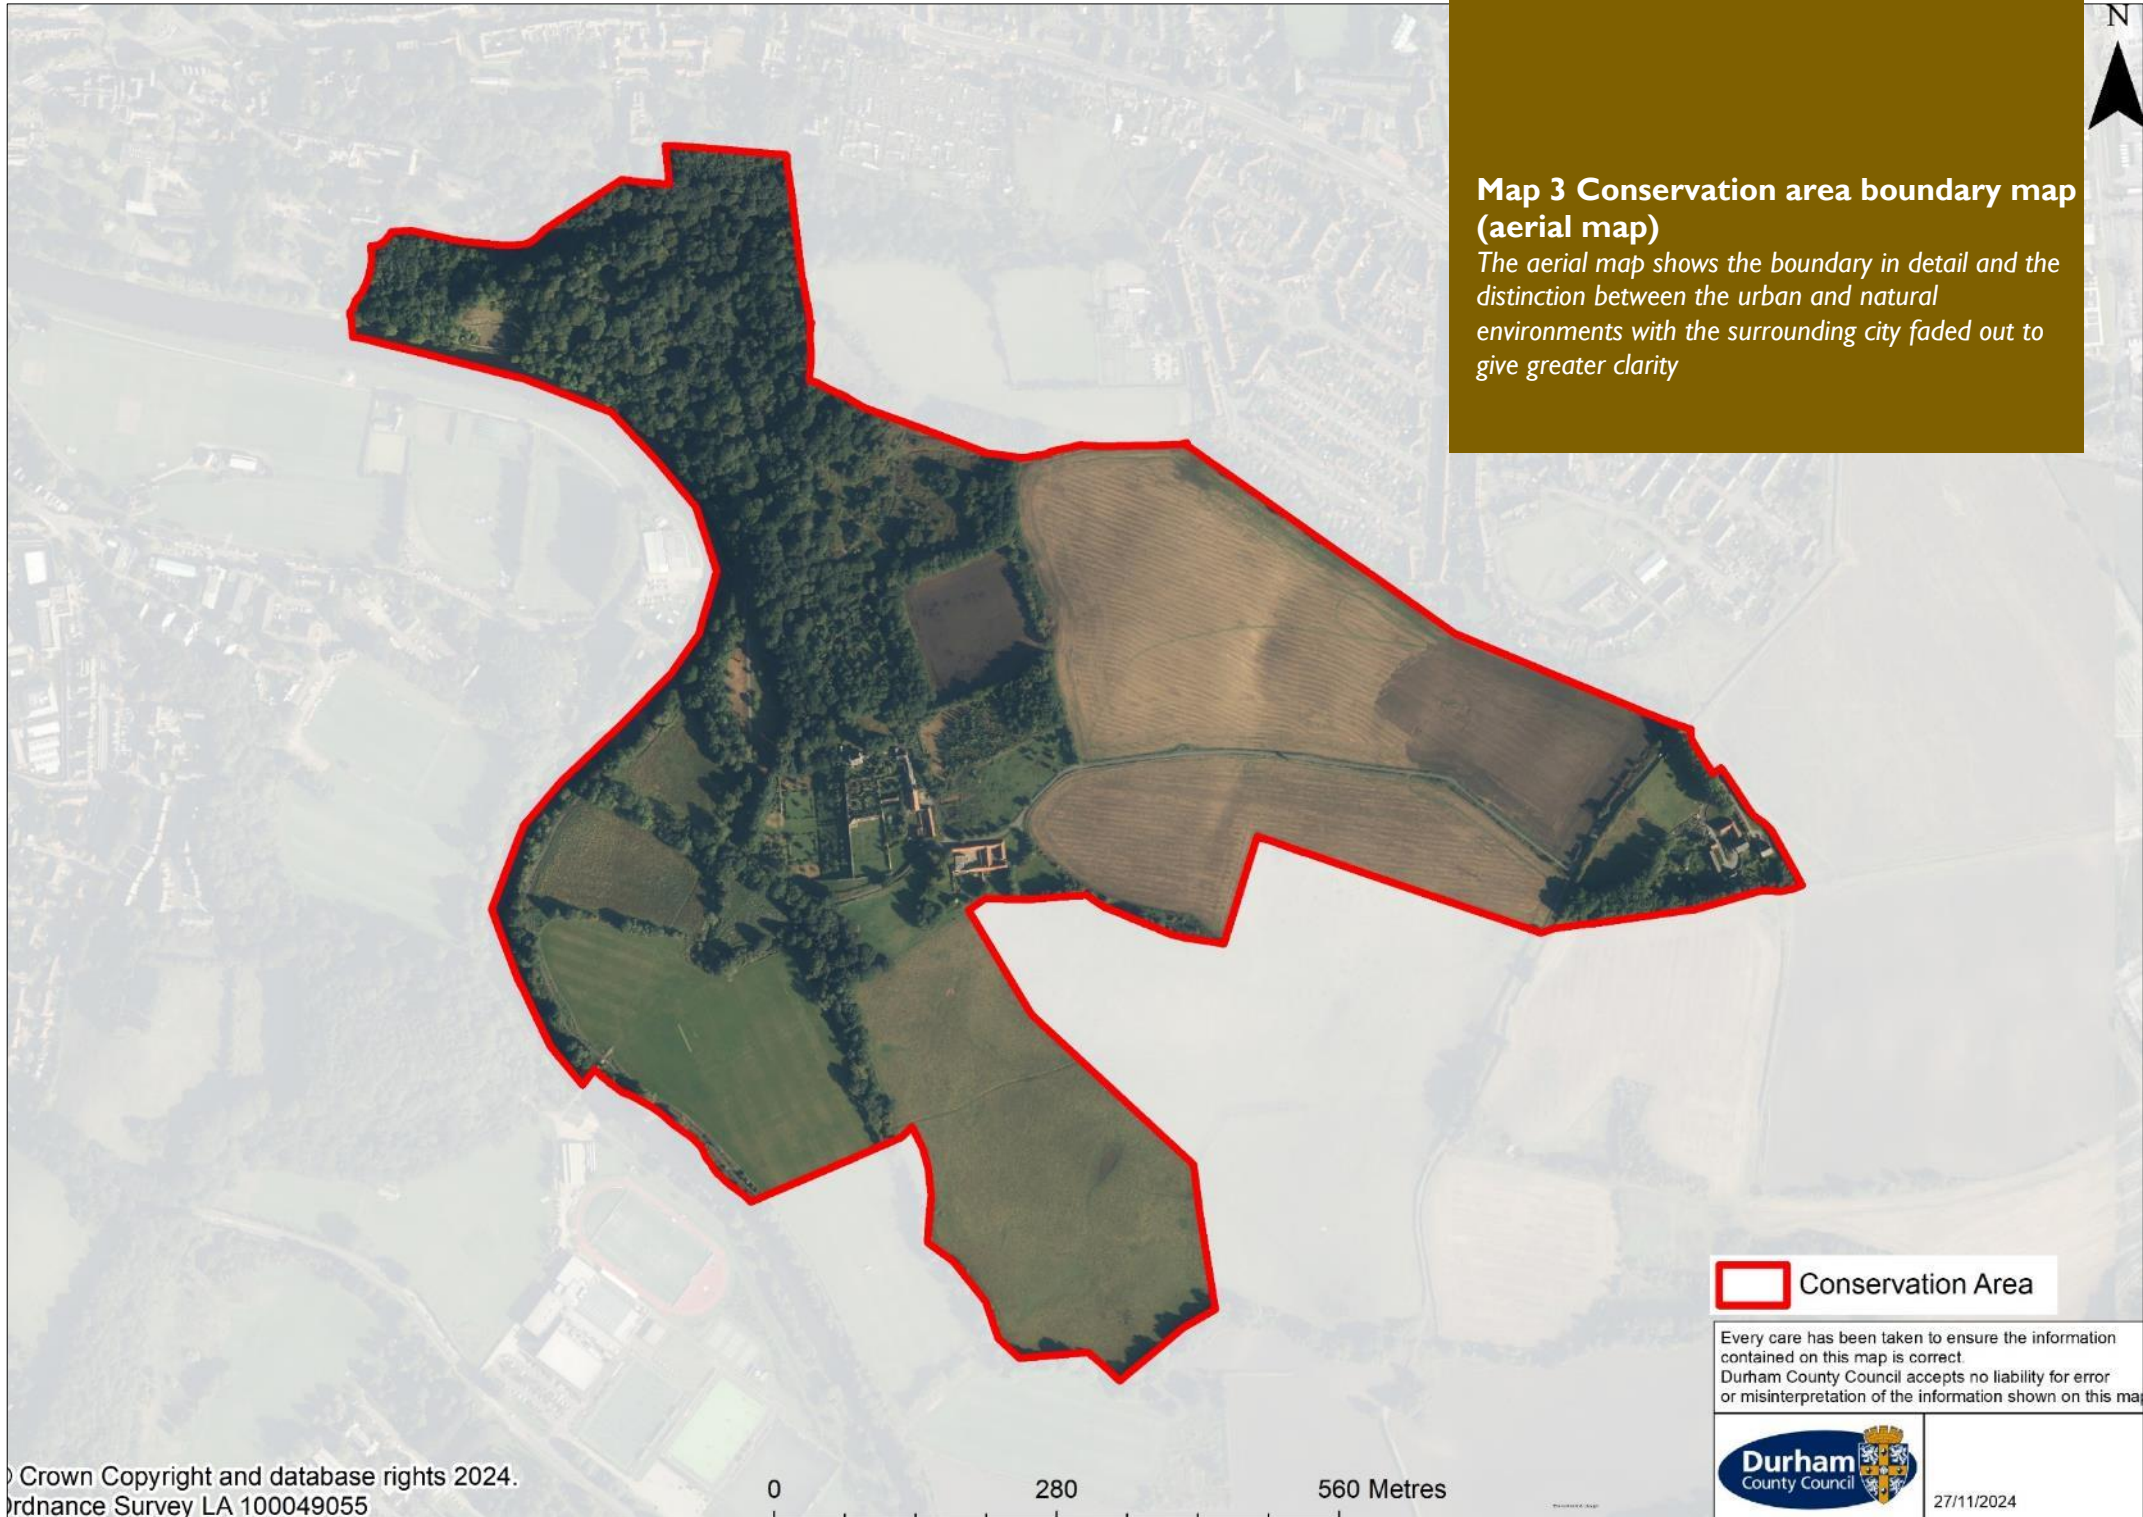 N
Map 3 Conservation area boundary map
(aerial map)
The aerial map shows the boundary in detail and the
distinction between the urban and natural
environments with the surrounding city faded out to
give greater clarity
Conservation Area
Every care has been taken to ensure the information
contained on this map is correct.
Durham County Council accepts no liability for error
or misinterpretation of the information shown on this map
Durham
County Council
27/11/2024
Crown Copyright and database rights 2024.
rdnance Survey LA 100049055
0 280 560 Metres